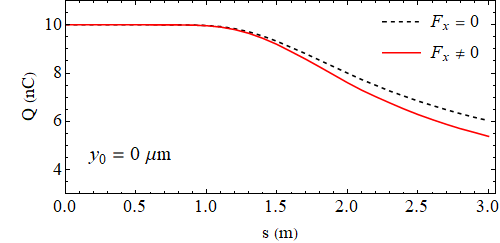 10
8
6
4
Q (nC)
F_x = 0
F_x ≠ 0
y_0 = 0 μm
0.0 0.5 1.0 1.5 2.0 2.5 3.0
s (m)